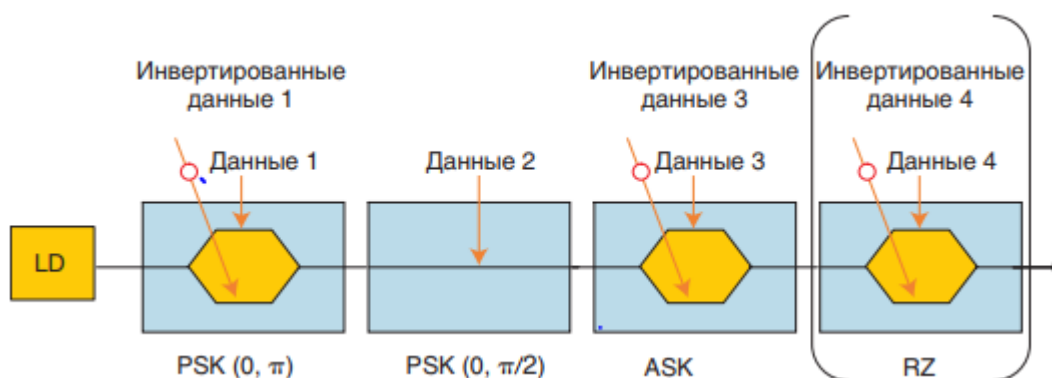 Инвертированные
данные 1
Инвертированные
данные 3
Инвертированные
данные 4
Данные 1
Данные 2
Данные 3
Данные 4
LD
PSK (0, π)
PSK (0, π/2)
ASK
RZ